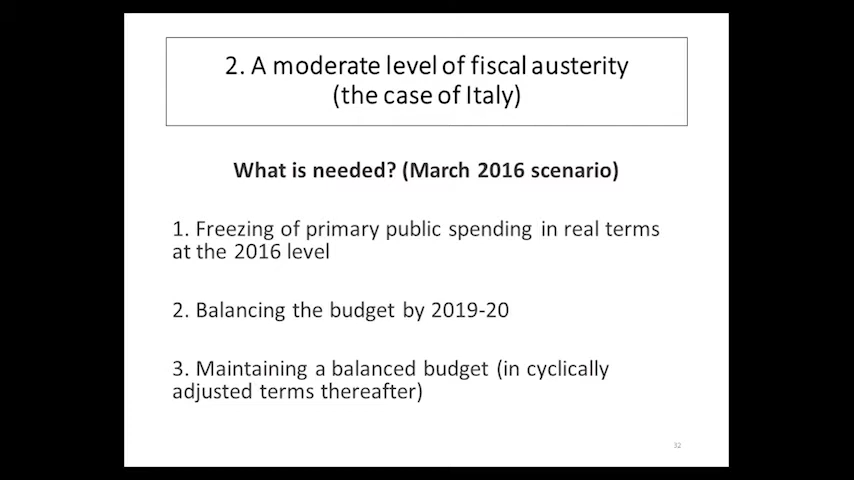 2. A moderate level of fiscal austerity
(the case of Italy)
What is needed? (March 2016 scenario)
1. Freezing of primary public spending in real terms
at the 2016 level
2. Balancing the budget by 2019-20
3. Maintaining a balanced budget (in cyclically
adjusted terms thereafter)
32